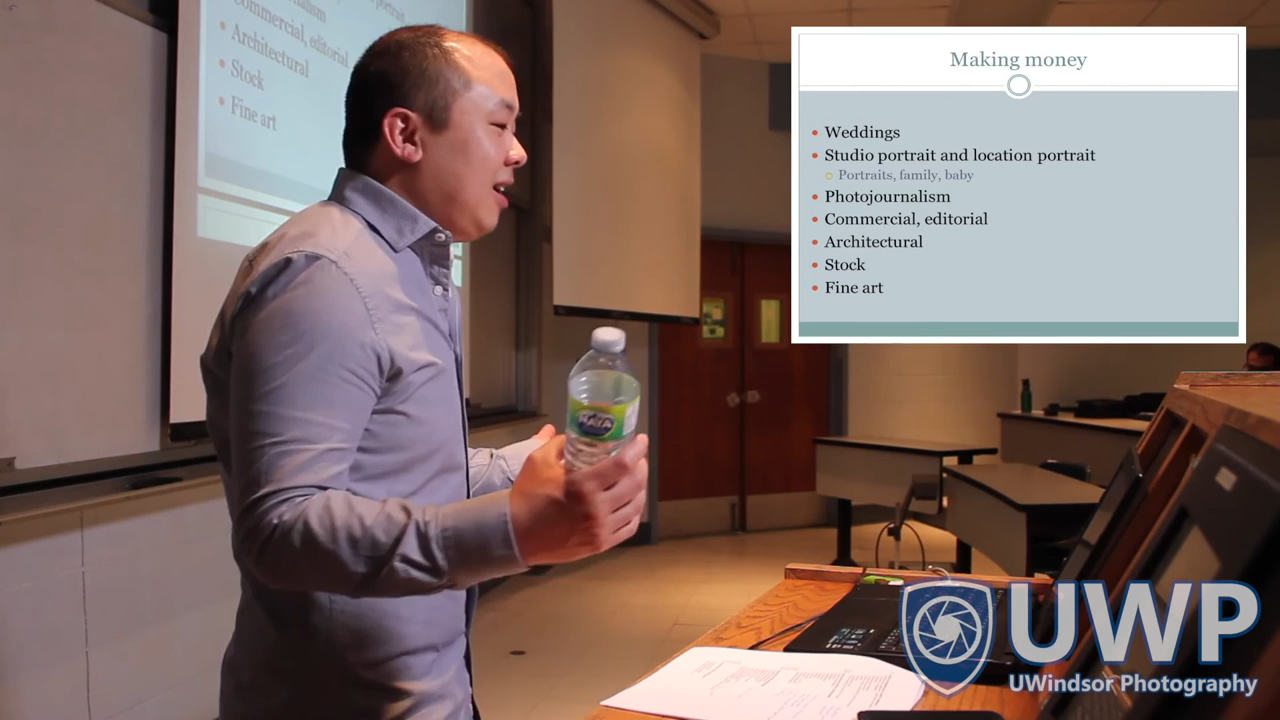 Commercial, editorial
Architectural
Stock
Fine art
Making money
Weddings
Studio portrait and location portrait
Portraits, family, baby
Photojournalism
Commercial, editorial
Architectural
Stock
Fine art
UWP
UWindsor Photography